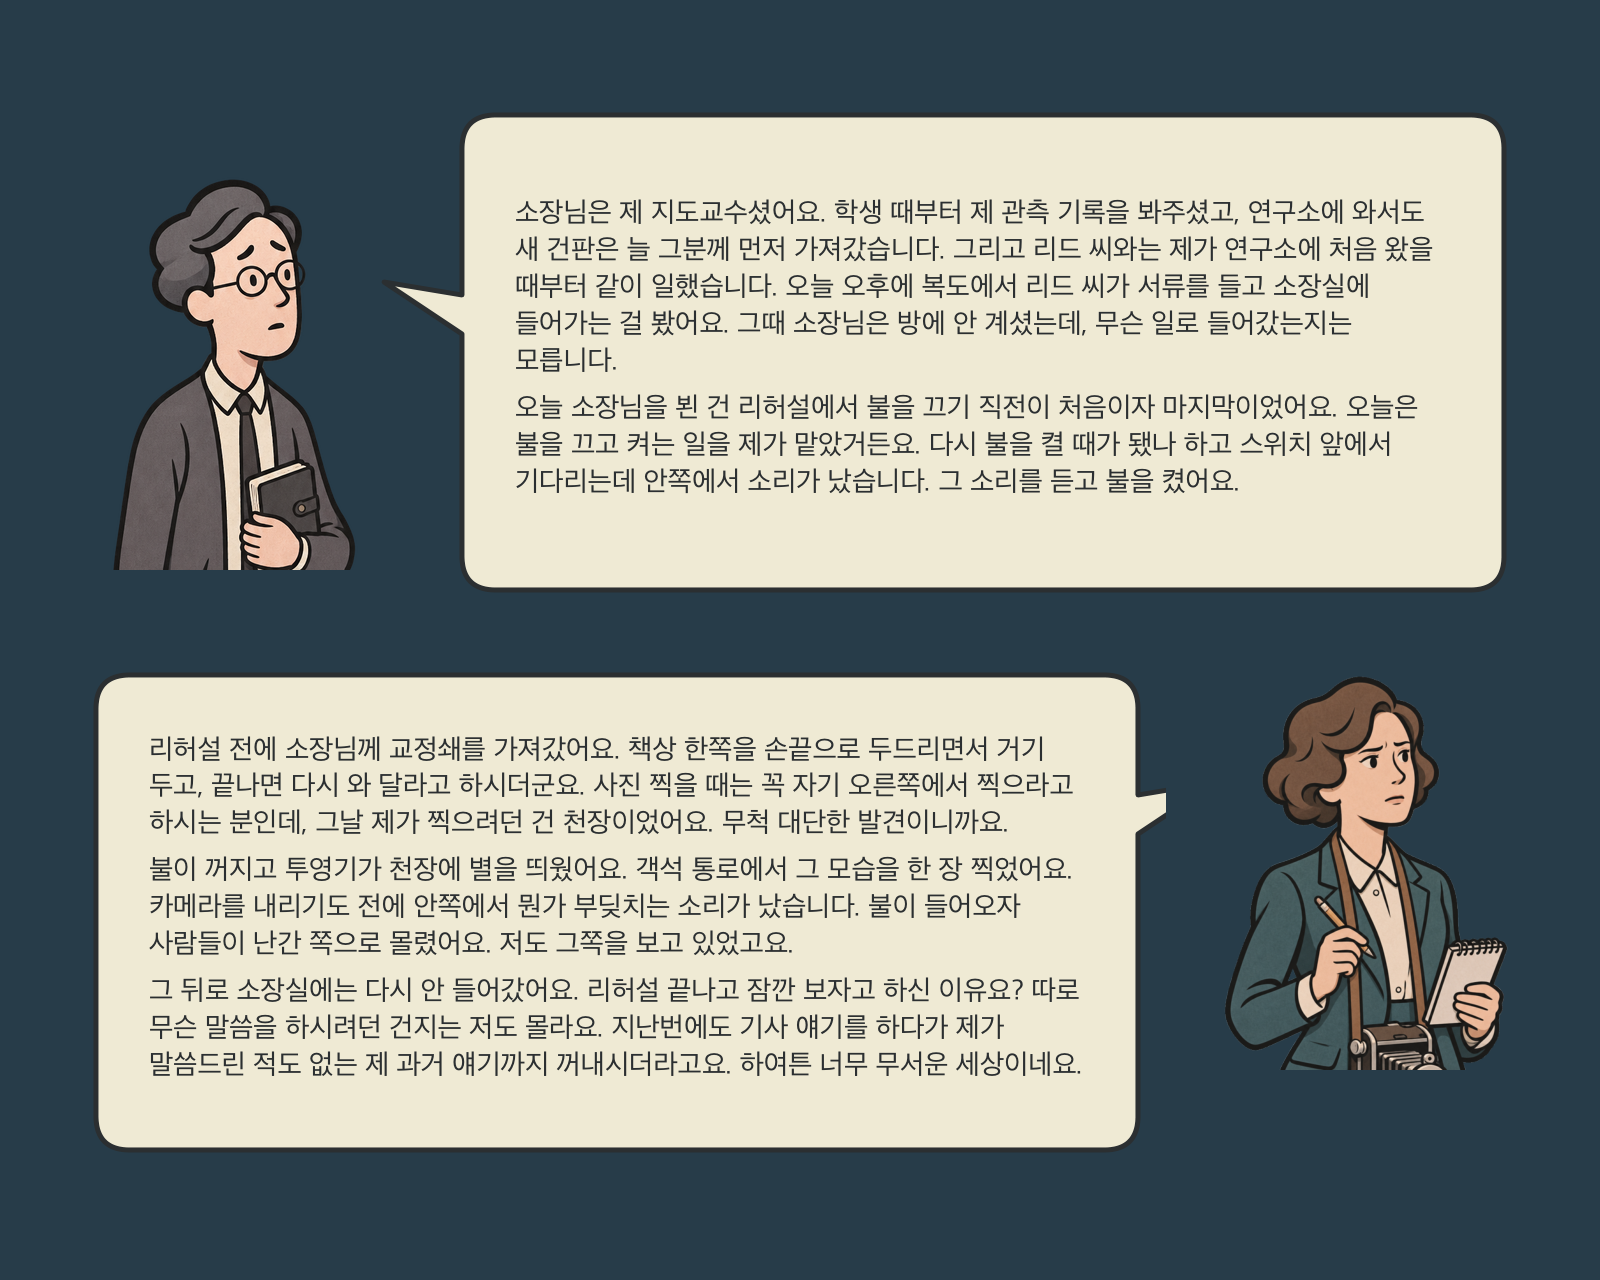 소장님은 제 지도교수셨어요. 학생 때부터 제 관측 기록을 봐주셨고, 연구소에 와서도
새 건판은 늘 그분께 먼저 가져갔습니다. 그리고 리드 씨와는 제가 연구소에 처음 왔을
때부터 같이 일했습니다. 오늘 오후에 복도에서 리드 씨가 서류를 들고 소장실에
들어가는 걸 봤어요. 그때 소장님은 방에 안 계셨는데, 무슨 일로 들어갔는지는
모릅니다.
오늘 소장님을 뵌 건 리허설에서 불을 끄기 직전이 처음이자 마지막이었어요. 오늘은
불을 끄고 켜는 일을 제가 맡았거든요. 다시 불을 켤 때가 됐나 하고 스위치 앞에서
기다리는데 안쪽에서 소리가 났습니다. 그 소리를 듣고 불을 켰어요.
리허설 전에 소장님께 교정쇄를 가져갔어요. 책상 한쪽을 손끝으로 두드리면서 거기
두고, 끝나면 다시 와 달라고 하시더군요. 사진 찍을 때는 꼭 자기 오른쪽에서 찍으라고
하시는 분인데, 그날 제가 찍으려던 건 천장이었어요. 무척 대단한 발견이니까요.
불이 꺼지고 투영기가 천장에 별을 띄웠어요. 객석 통로에서 그 모습을 한 장 찍었어요.
카메라를 내리기도 전에 안쪽에서 뭔가 부딪치는 소리가 났습니다. 불이 들어오자
사람들이 난간 쪽으로 몰렸어요. 저도 그쪽을 보고 있었고요.
그 뒤로 소장실에는 다시 안 들어갔어요. 리허설 끝나고 잠깐 보자고 하신 이유요? 따로
무슨 말씀을 하시려던 건지는 저도 몰라요. 지난번에도 기사 얘기를 하다가 제가
말씀드린 적도 없는 제 과거 얘기까지 꺼내시더라고요. 하여튼 너무 무서운 세상이네요.